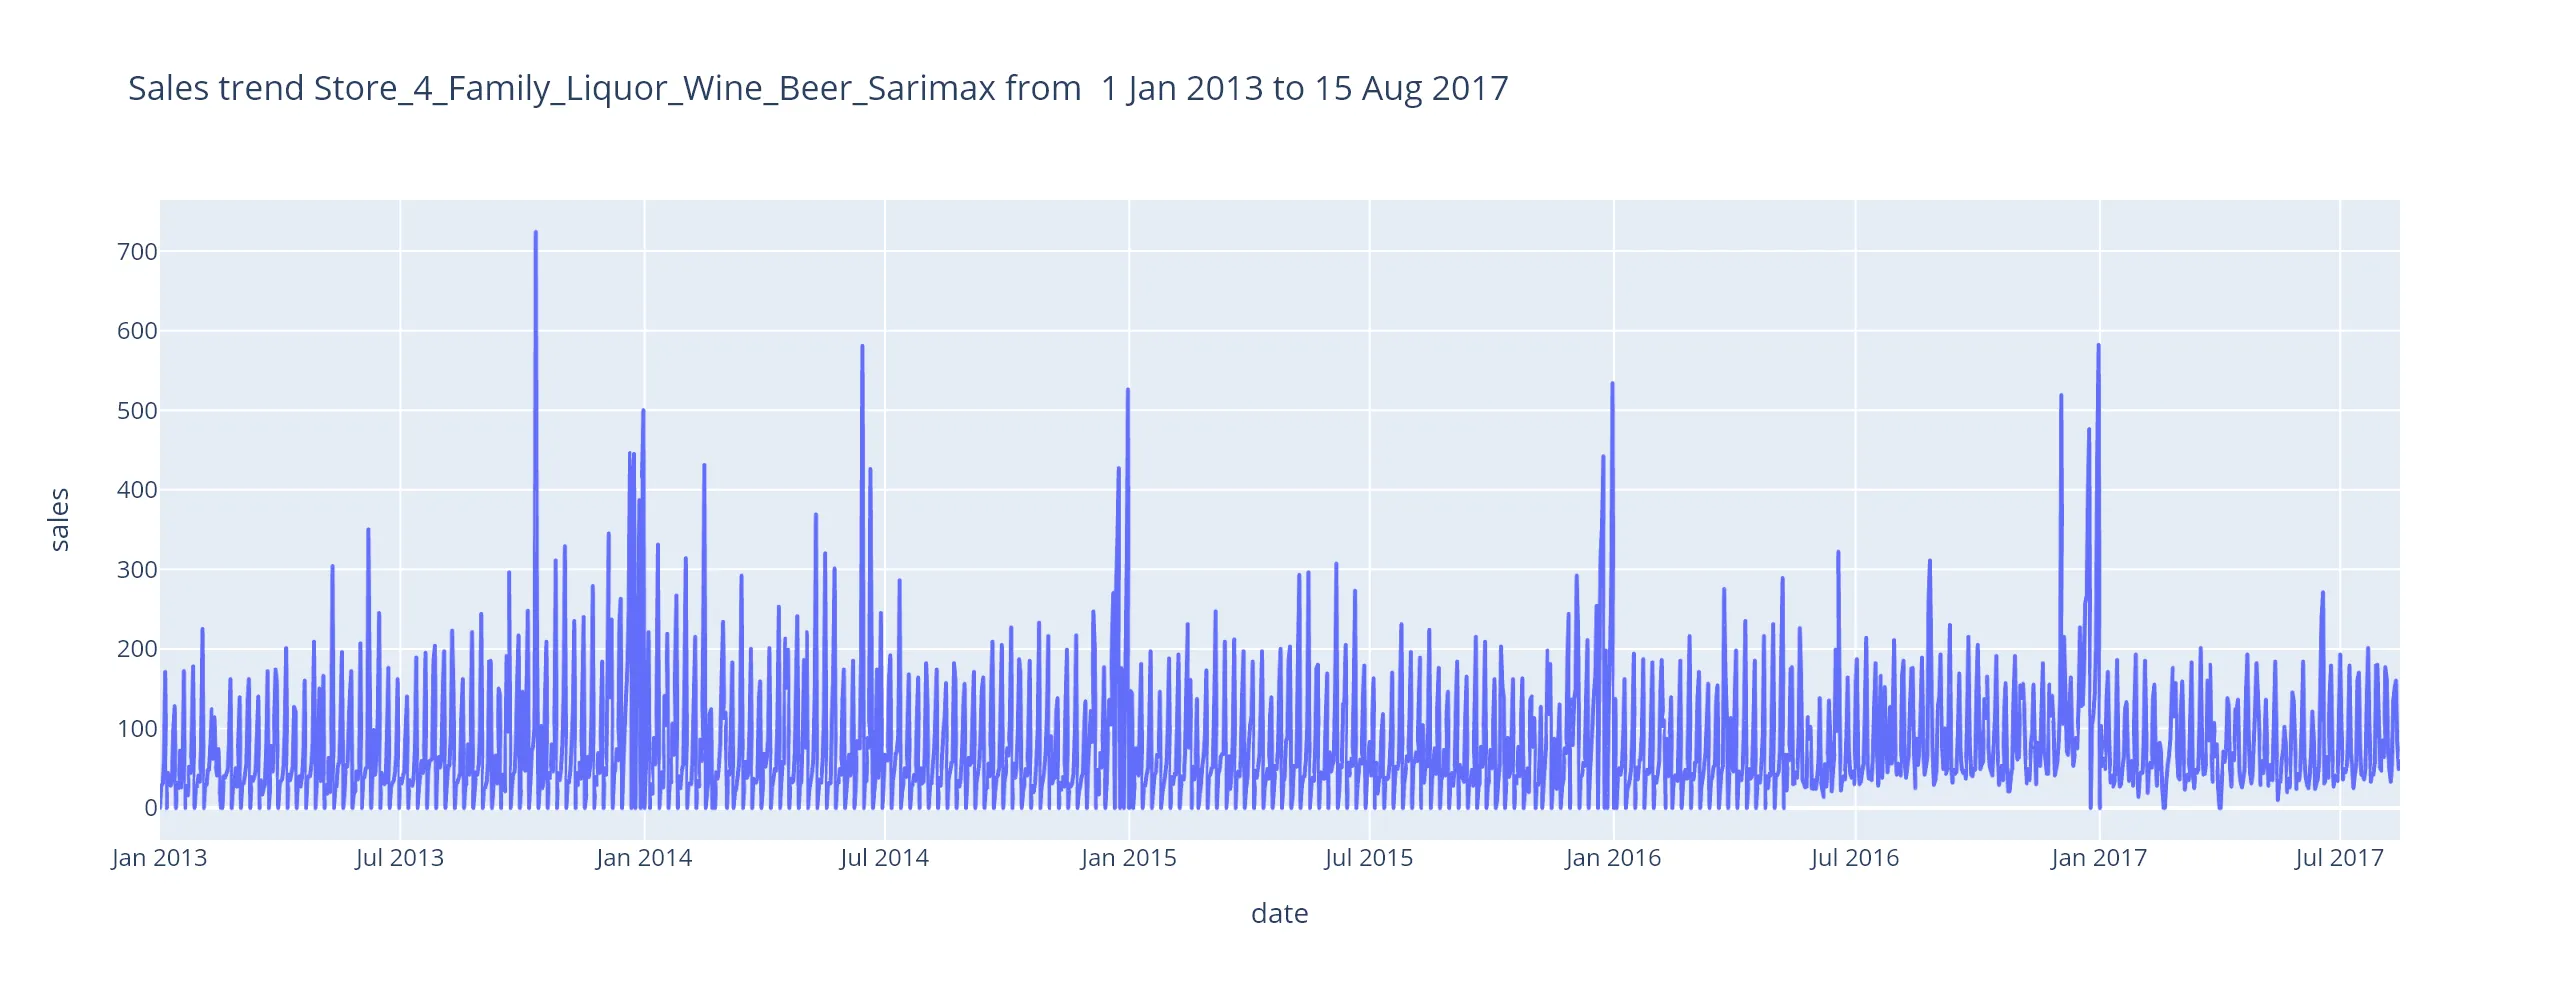 Sales trend Store_4_Family_Liquor_Wine_Beer_Sarimax from  1 Jan 2013 to 15 Aug 2017
700
600
500
400
300
200
100
0
sales
Jan 2013 Jul 2013 Jan 2014 Jul 2014 Jan 2015 Jul 2015 Jan 2016 Jul 2016 Jan 2017 Jul 2017
date